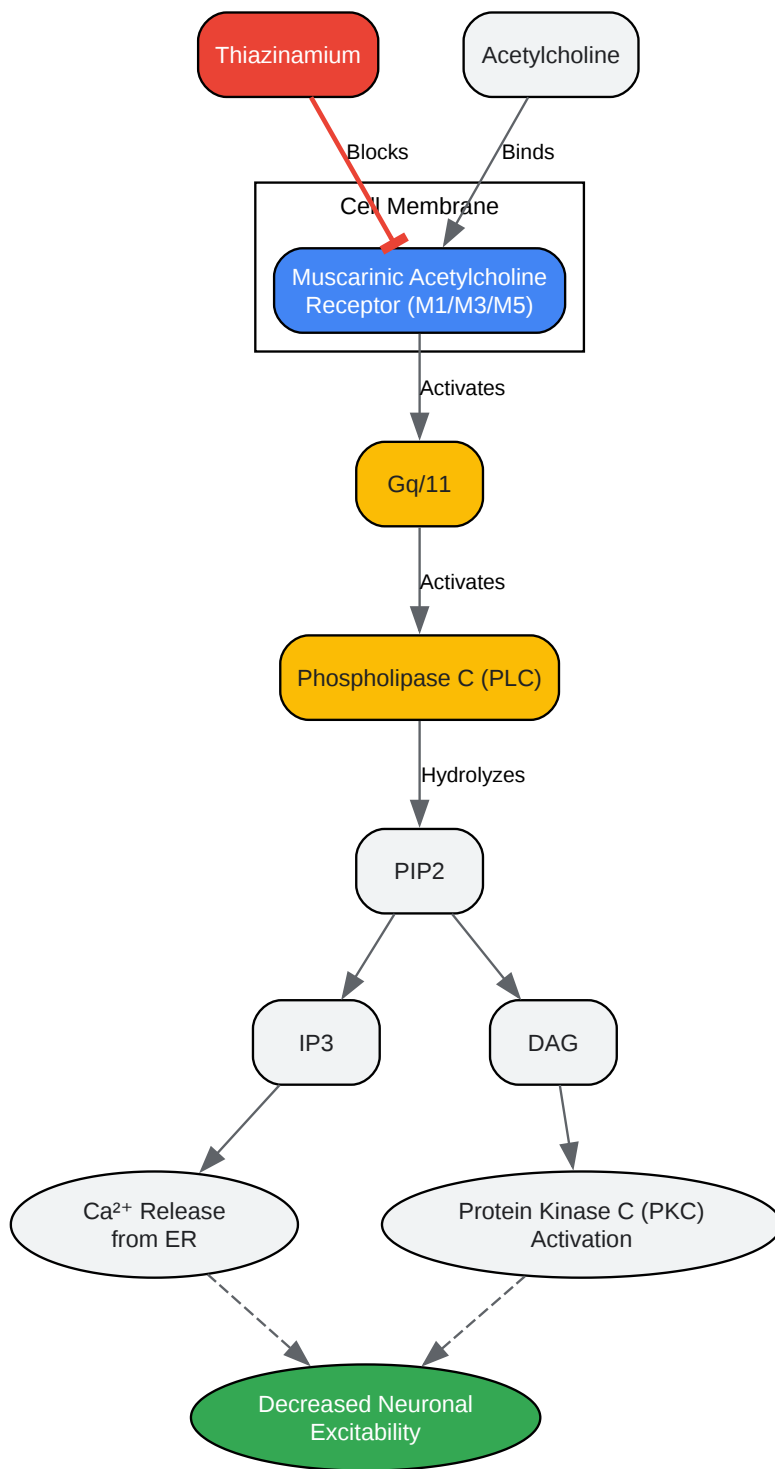 Thiazinamium
Acetylcholine
Blocks
Binds
Cell Membrane
Muscarinic Acetylcholine
Receptor (M1/M3/M5)
Activates
Gq/11
Activates
Phospholipase C (PLC)
Hydrolyzes
PIP2
IP3
DAG
Ca²⁺ Release
from ER
Protein Kinase C (PKC)
Activation
Decreased Neuronal
Excitability